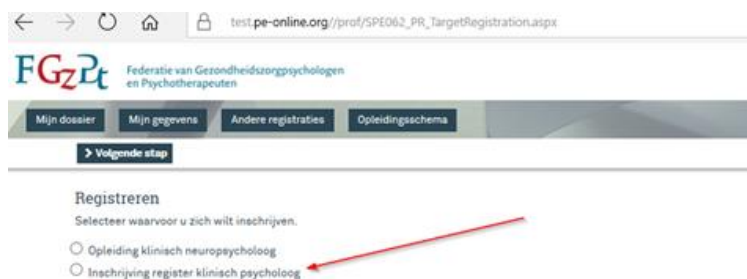 test.pe-online.org//prof/SPE062_PR_TargetRegistration.aspx
FGzPt
Federatie van Gezondheidszorgpsychologen
en Psychotherapeuten
Mijn dossier Mijn gegevens Andere registraties Opleidingsschema
> Volgende stap
Registreren
Selecteer waarvoor u zich wilt inschrijven.
Opleiding klinisch neuropsycholoog
Inschrijving register klinisch psycholoog